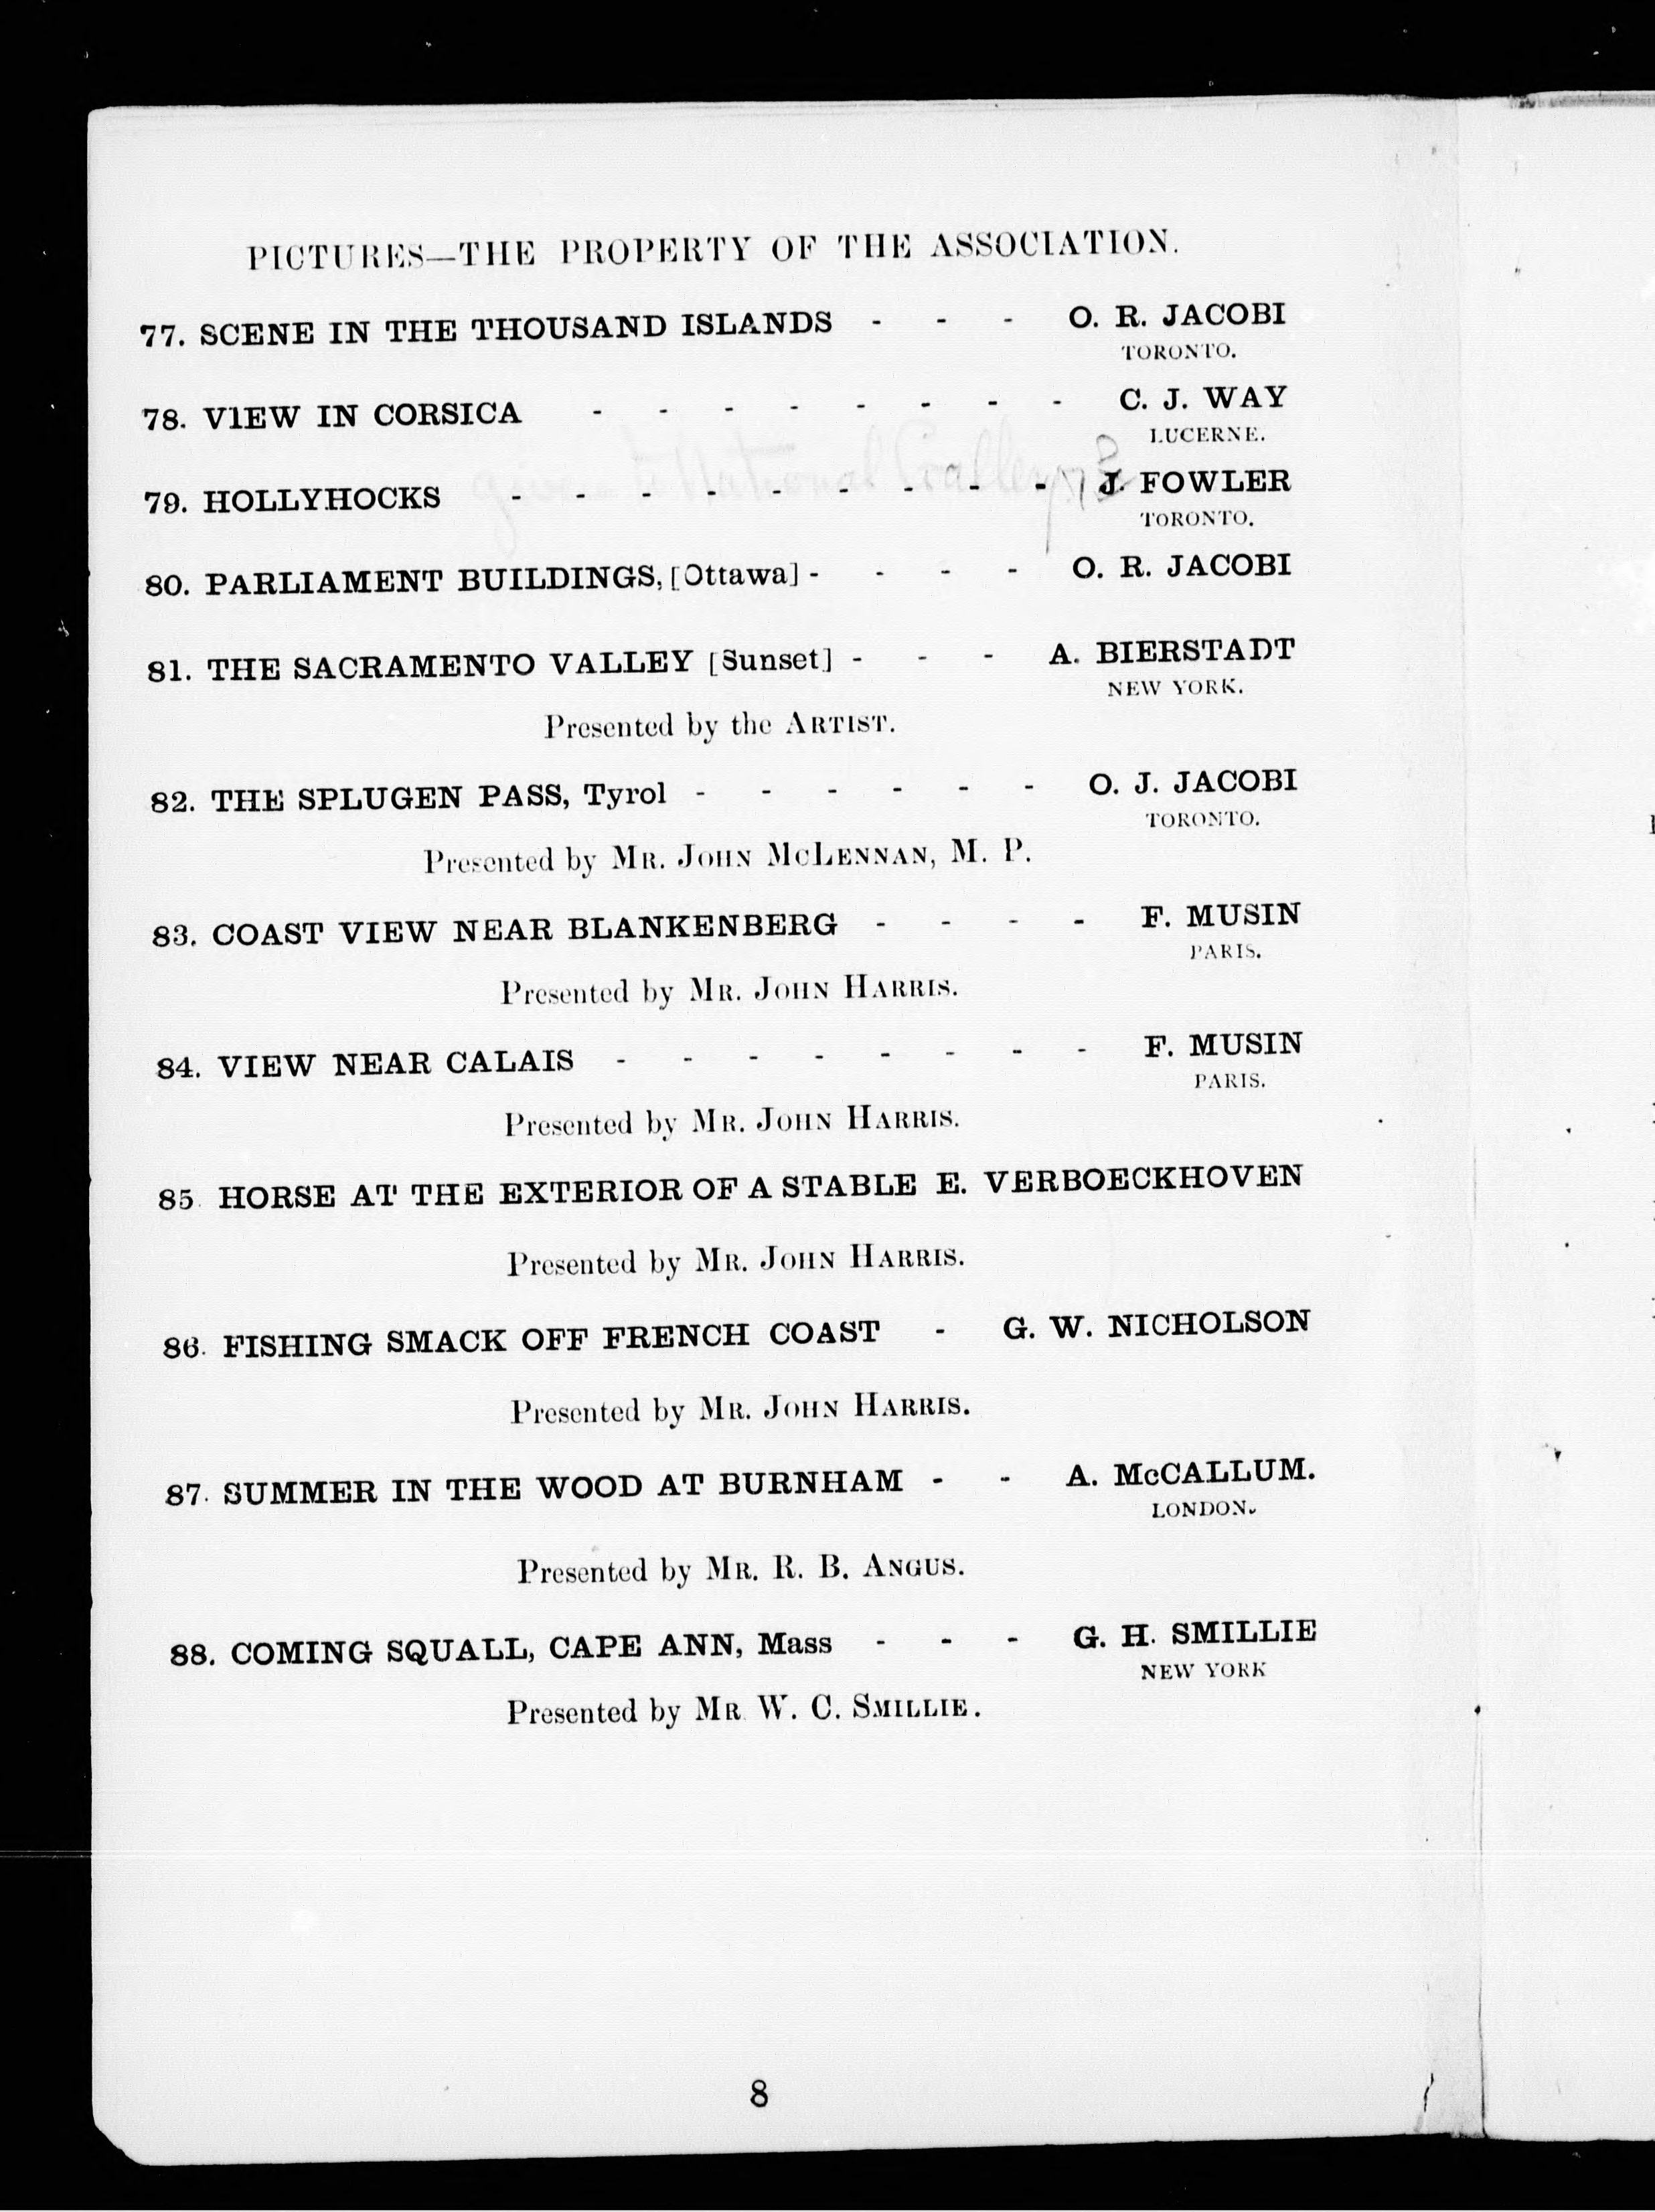 PICTURES—THE PROPERTY OF THE ASSOCIATION.
77. SCENE IN THE THOUSAND ISLANDS - - - O. R. JACOBI
TORONTO.
78. V1EW IN CORSICA - - - - - - - - C. J. WAY
LUCERNE.
given to National Gallery
79. HOLLYHOCKS - - - - - - - - - J. FOWLER
TORONTO.
80. PARLIAMENT BUILDINGS, [Ottawa] - - - - O. R. JACOBI
81. THE SACRAMENTO VALLEY [Sunset] - - - A. BIERSTADT
NEW YORK.
Presented by the ARTIST.
82. THE SPLUGEN PASS, Tyrol - - - - - - O. J. JACOBI
TORONTO.
Presented by MR. JOHN MCLENNAN, M. P.
83. COAST VIEW NEAR BLANKENBERG - - - - F. MUSIN
PARIS.
Presented by MR. JOHN HARRIS.
84. VIEW NEAR CALAIS - - - - - - - - F. MUSIN
PARIS.
Presented by MR. JOHN HARRIS.
85. HORSE AT THE EXTERIOR OF A STABLE E. VERBOECKHOVEN
Presented by MR. JOHN HARRIS.
86. FISHING SMACK OFF FRENCH COAST - G. W. NICHOLSON
Presented by MR. JOHN HARRIS.
87. SUMMER IN THE WOOD AT BURNHAM - - A. McCALLUM.
LONDON.
Presented by MR. R. B. ANGUS.
88. COMING SQUALL, CAPE ANN, Mass - - - G. H. SMILLIE
NEW YORK
Presented by MR W. C. SMILLIE.
8